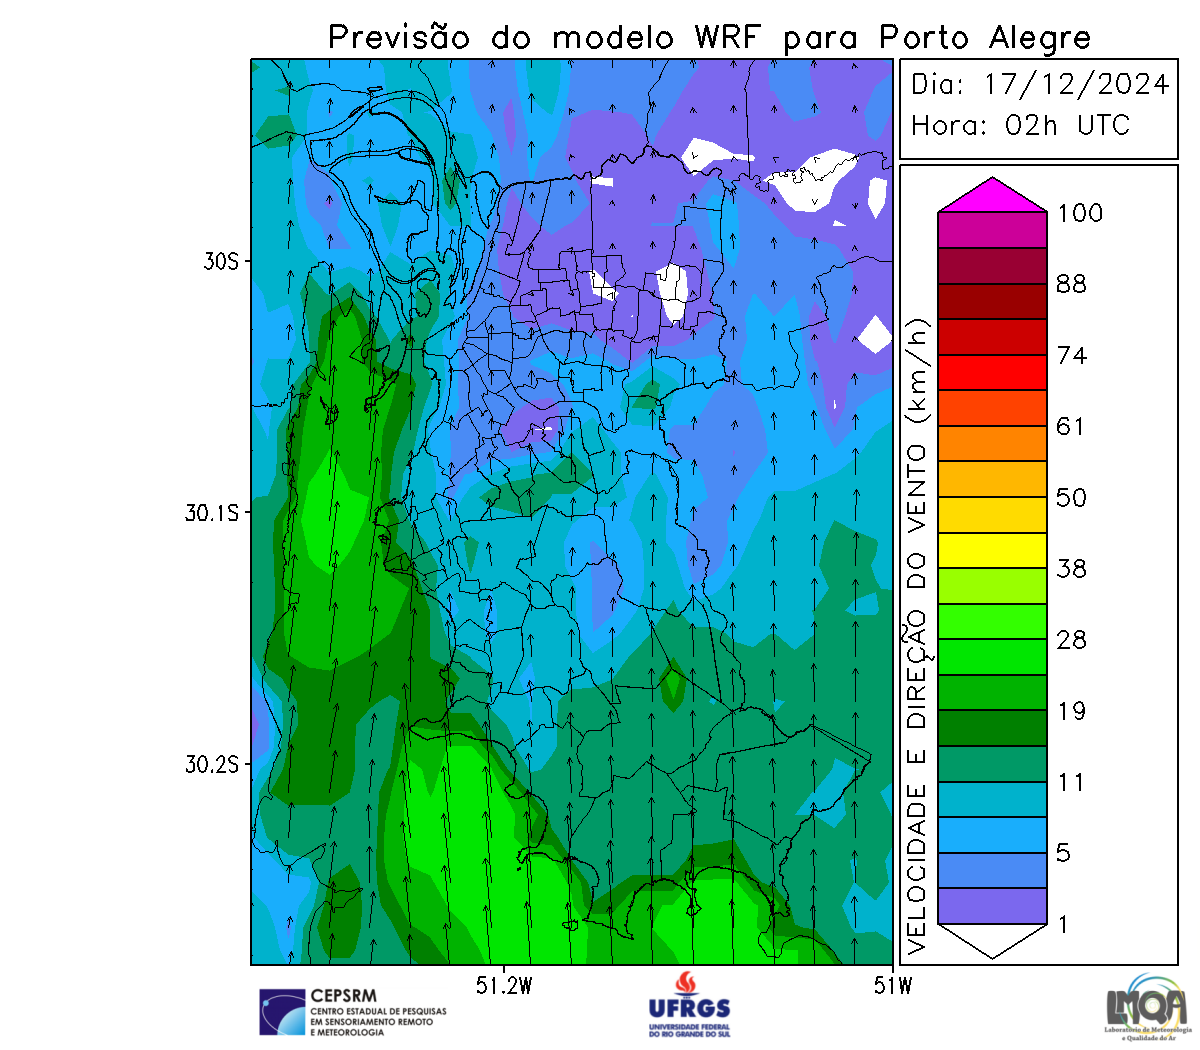 Previsão do modelo WRF para Porto Alegre
Dia: 17/12/2024
Hora: 02h UTC
30S
30.1S
30.2S
51.2W
51W
VELOCIDADE E DIREÇÃO DO VENTO (km/h)
100
88
74
61
50
38
28
19
11
5
1
CEPSRM
CENTRO ESTADUAL DE PESQUISAS
EM SENSORIAMENTO REMOTO
E METEOROLOGIA
UFRGS
UNIVERSIDADE FEDERAL
DO RIO GRANDE DO SUL
LMQA
Laboratório de Meteorologia
e Qualidade do Ar